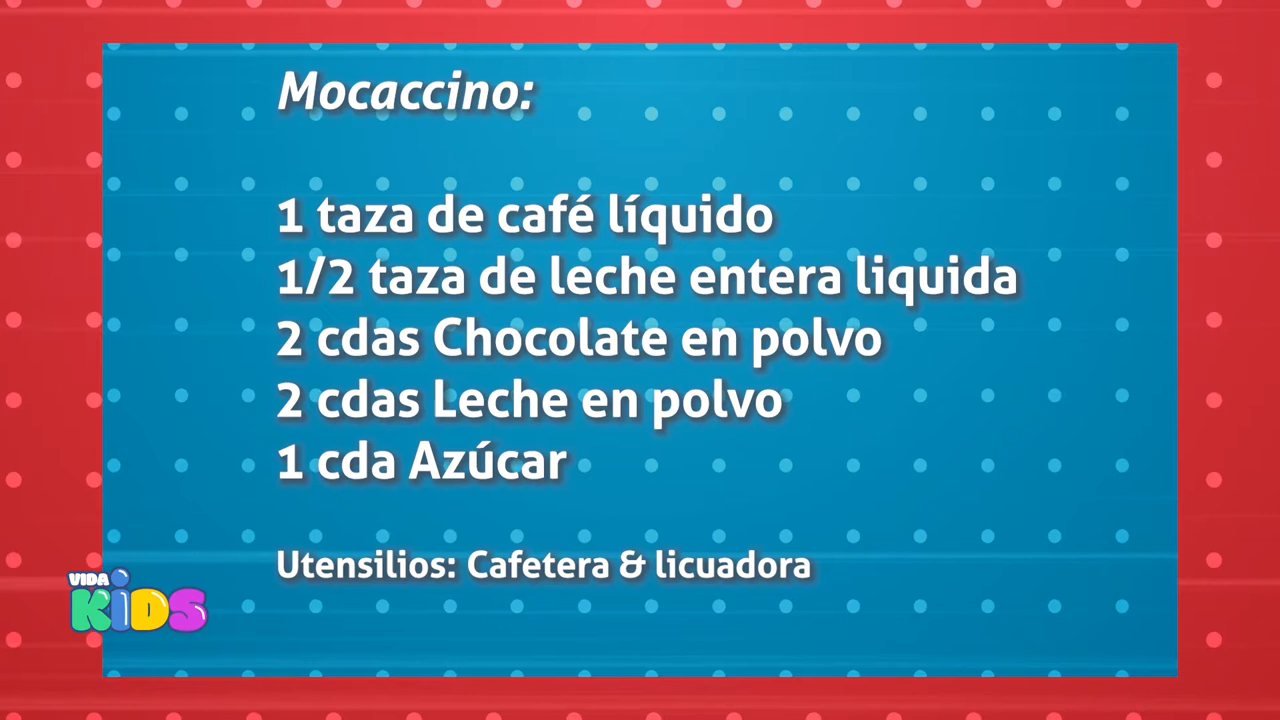 Mocaccino:
1 taza de café líquido
1/2 taza de leche entera liquida
2 cdas Chocolate en polvo
2 cdas Leche en polvo
1 cda Azúcar
Utensilios: Cafetera & licuadora
VIDA
KiDS